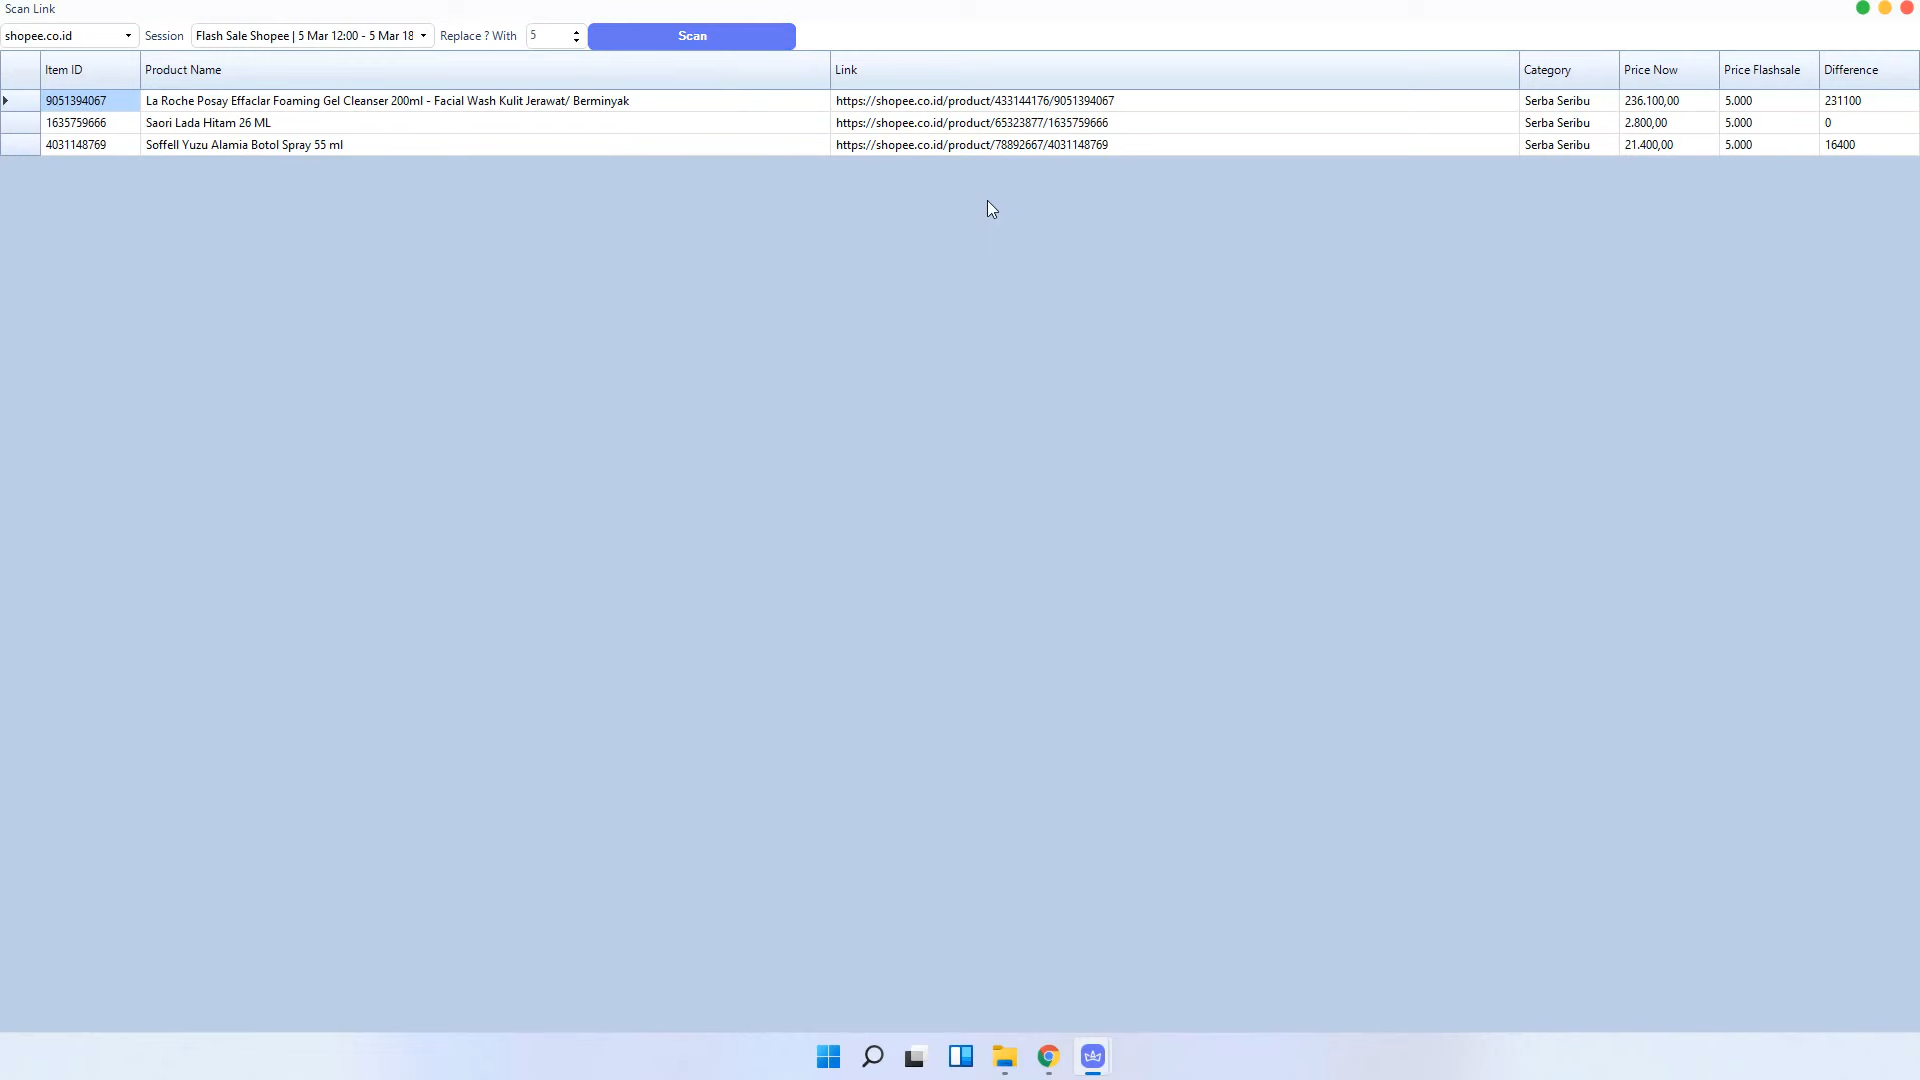 Scan Link
shopee.co.id Session Flash Sale Shopee | 5 Mar 12:00 - 5 Mar 18 Replace ? With 5 Scan
Item ID Product Name Link Category Price Now Price Flashsale Difference
9051394067 La Roche Posay Effaclar Foaming Gel Cleanser 200ml - Facial Wash Kulit Jerawat/ Berminyak https://shopee.co.id/product/433144176/9051394067 Serba Seribu 236.100,00 5.000 231100
1635759666 Saori Lada Hitam 26 ML https://shopee.co.id/product/65323877/1635759666 Serba Seribu 2.800,00 5.000 0
4031148769 Soffell Yuzu Alamia Botol Spray 55 ml https://shopee.co.id/product/78892667/4031148769 Serba Seribu 21.400,00 5.000 16400